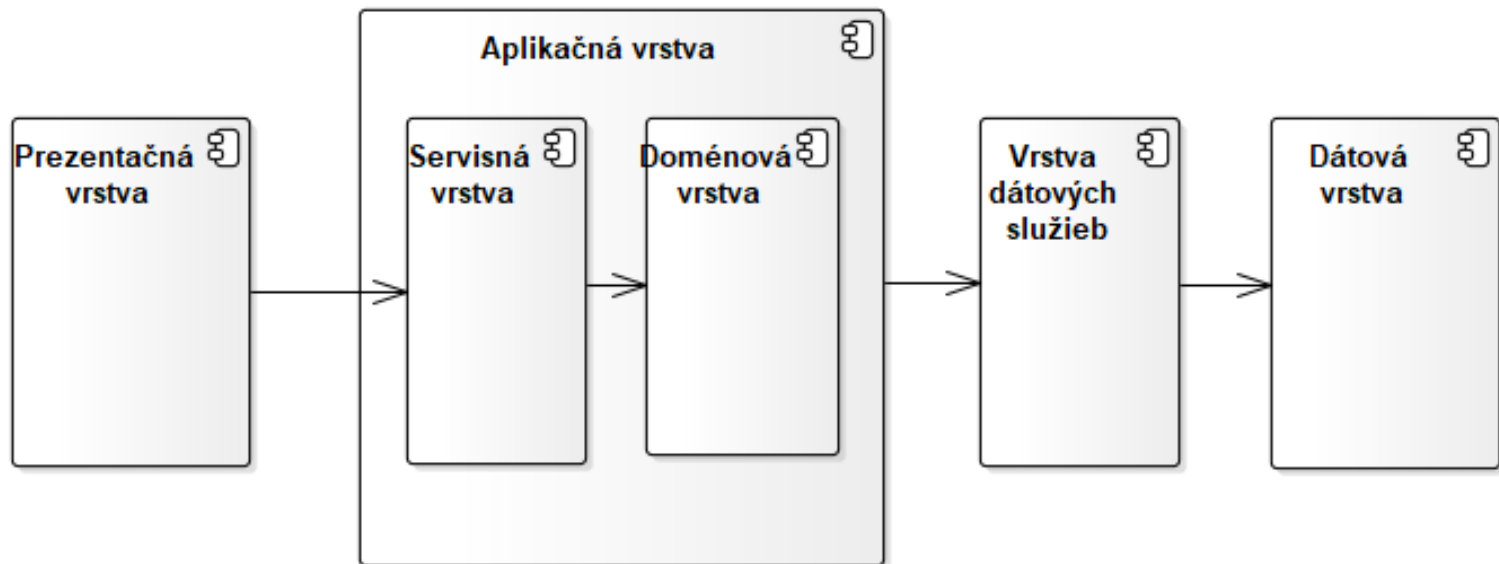 Aplikačná vrstva
Prezentačná
vrstva
Servisná
vrstva
Doménová
vrstva
Vrstva
dátových
služieb
Dátová
vrstva